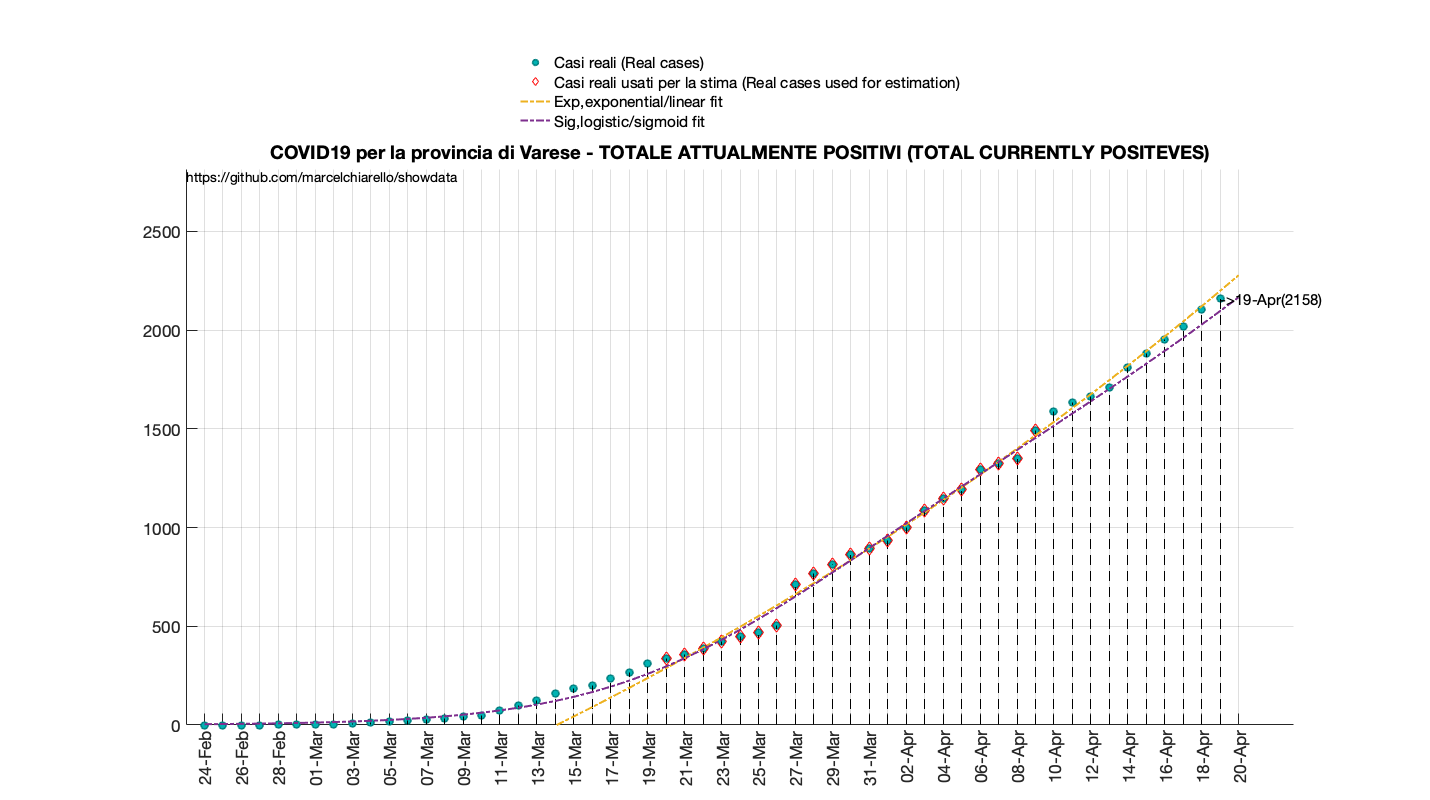 Casi reali (Real cases)
Casi reali usati per la stima (Real cases used for estimation)
Exp,exponential/linear fit
Sig,logistic/sigmoid fit
COVID19 per la provincia di Varese - TOTALE ATTUALMENTE POSITIVI (TOTAL CURRENTLY POSITEVES)
https://github.com/marcelchiarello/showdata
2500
2000
1500
1000
500
0
->19-Apr(2158)
24-Feb
26-Feb
28-Feb
01-Mar
03-Mar
05-Mar
07-Mar
09-Mar
11-Mar
13-Mar
15-Mar
17-Mar
19-Mar
21-Mar
23-Mar
25-Mar
27-Mar
29-Mar
31-Mar
02-Apr
04-Apr
06-Apr
08-Apr
10-Apr
12-Apr
14-Apr
16-Apr
18-Apr
20-Apr